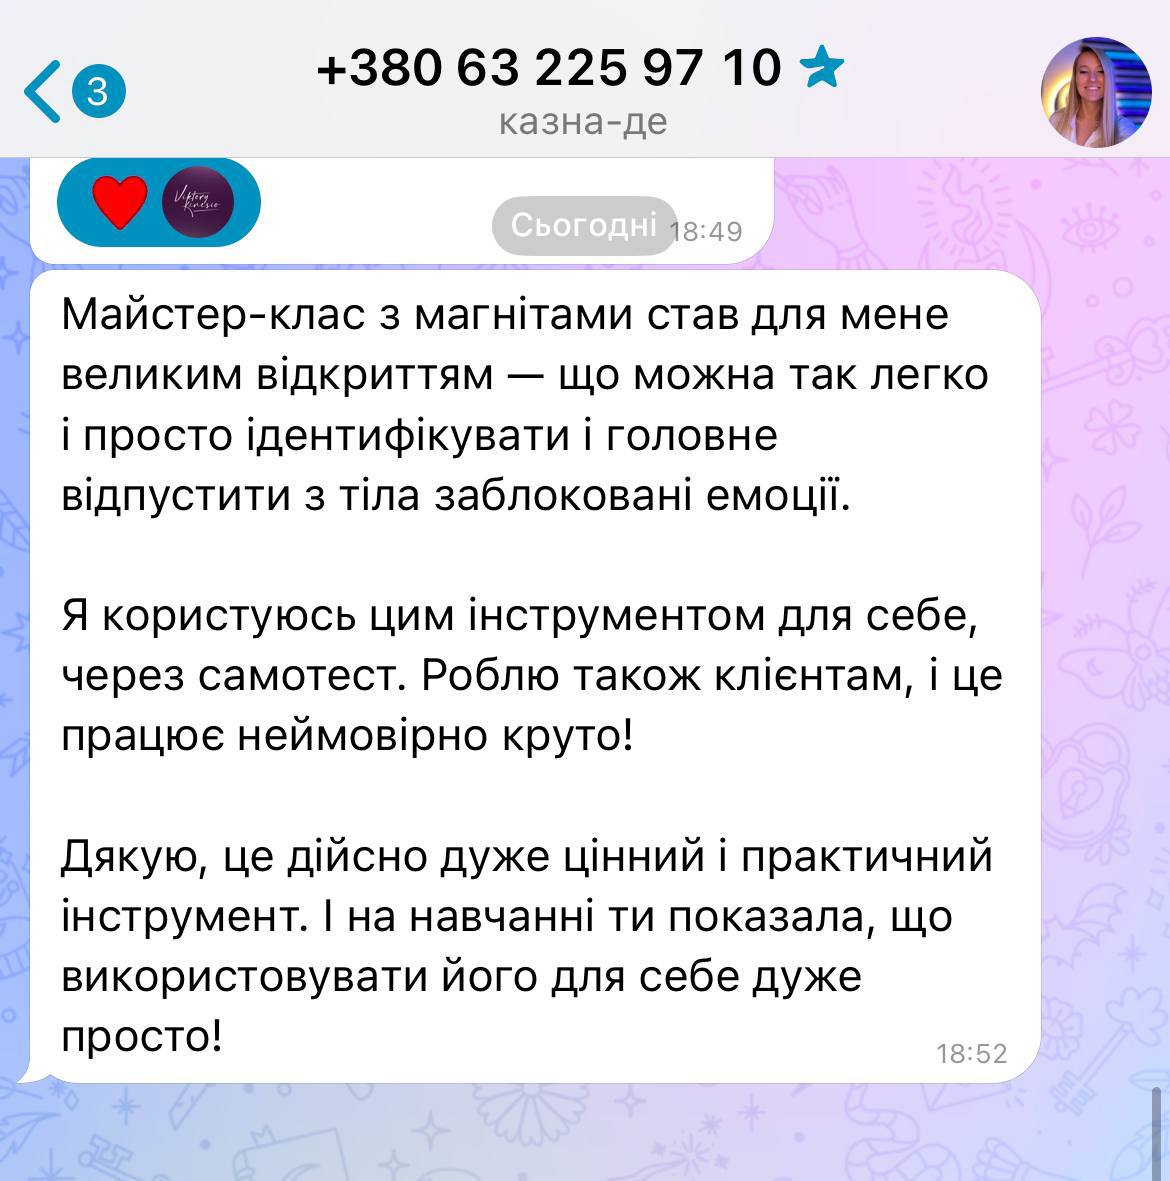 3
+380 63 225 97 10
казна-де
Viktory
Kinesio
Сьогодні
18:49
Майстер-клас з магнітами став для мене
великим відкриттям — що можна так легко
і просто ідентифікувати і головне
відпустити з тіла заблоковані емоції.
Я користуюсь цим інструментом для себе,
через самотест. Роблю також клієнтам, і це
працює неймовірно круто!
Дякую, це дійсно дуже цінний і практичний
інструмент. І на навчанні ти показала, що
використовувати його для себе дуже
просто!
18:52